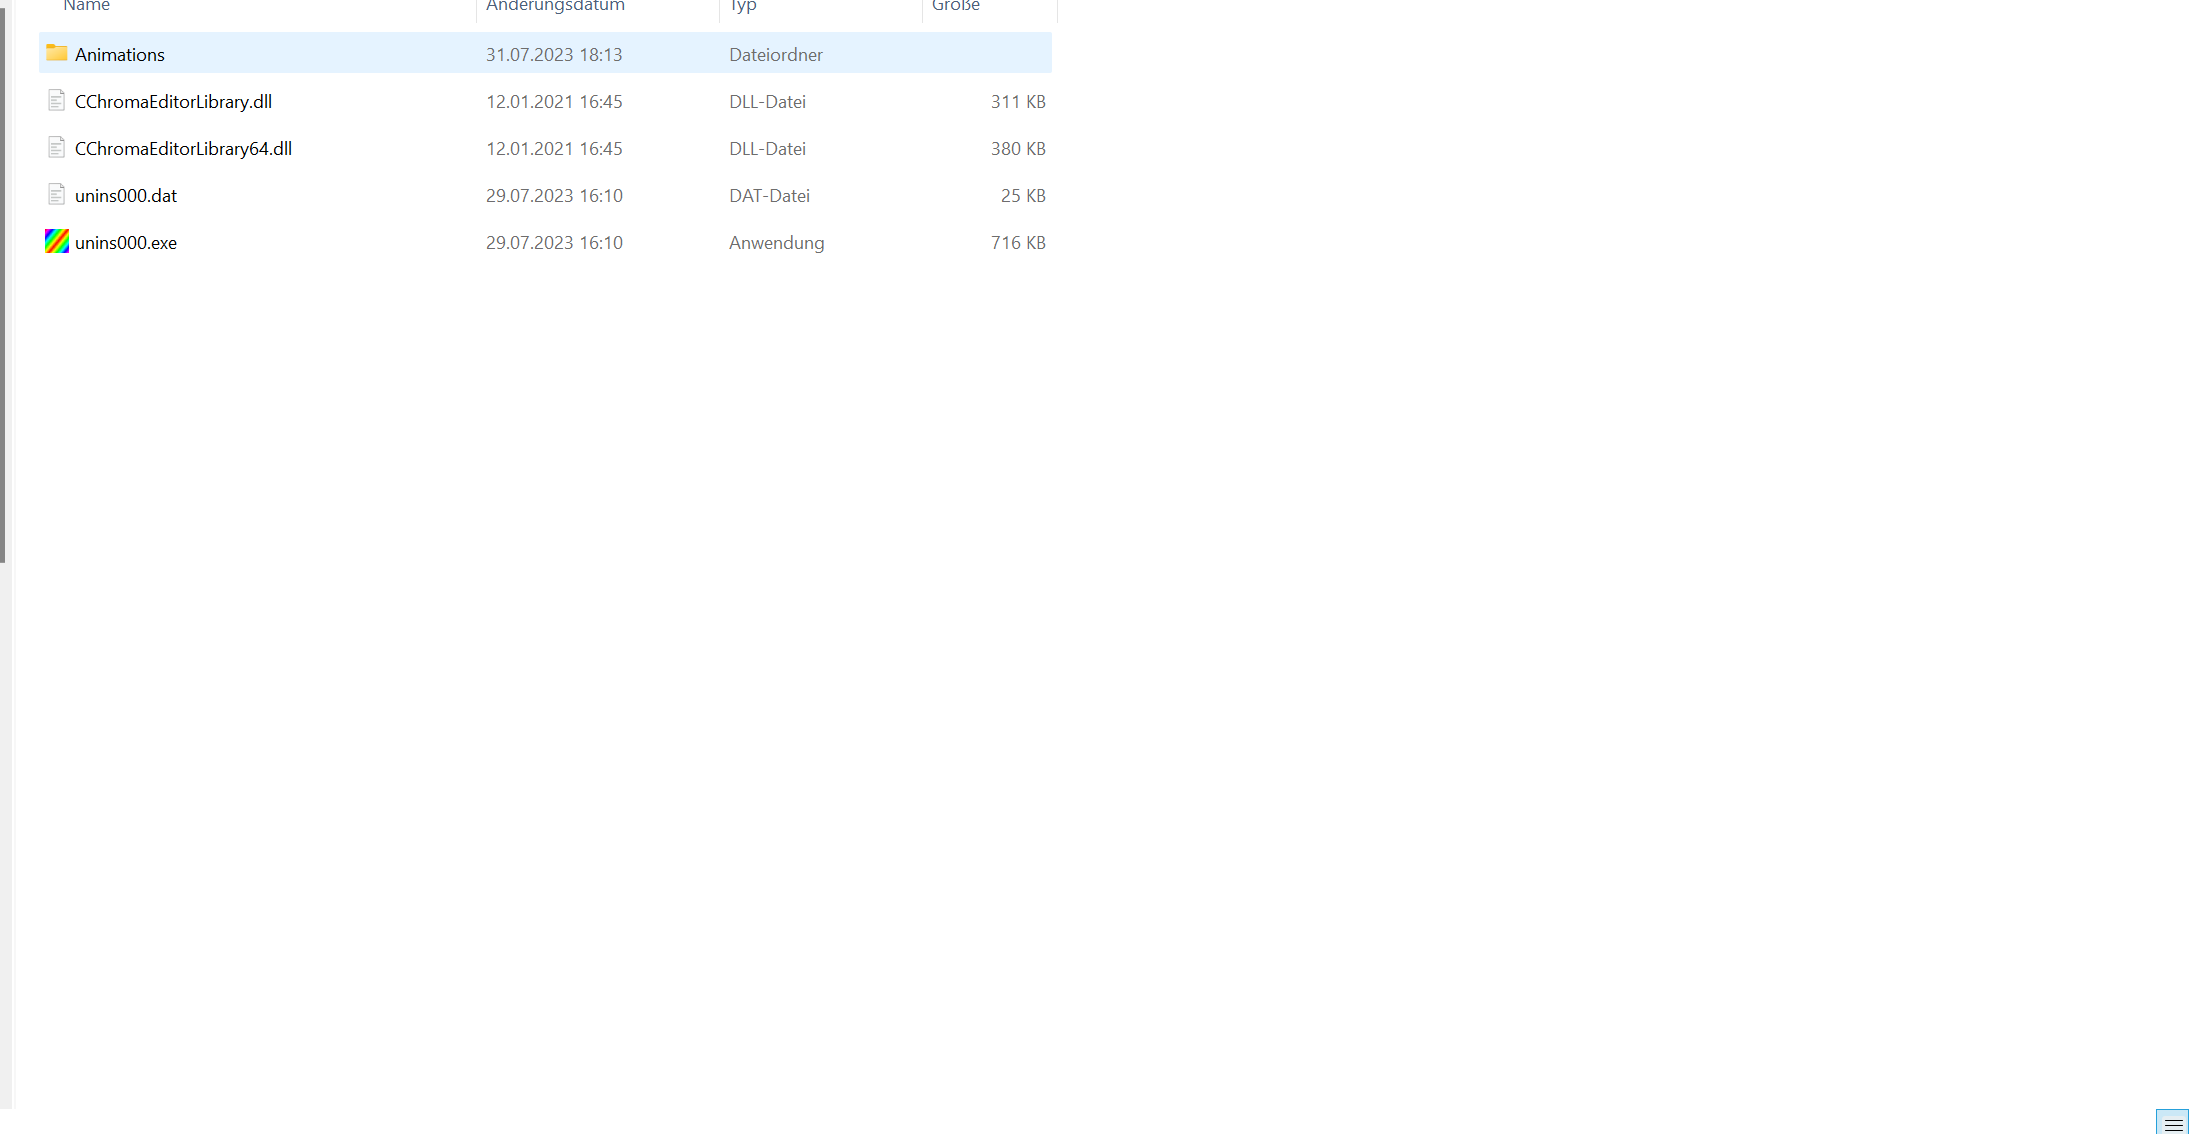 Name Änderungsdatum Typ Größe
Animations 31.07.2023 18:13 Dateiordner
CChromaEditorLibrary.dll 12.01.2021 16:45 DLL-Datei 311 KB
CChromaEditorLibrary64.dll 12.01.2021 16:45 DLL-Datei 380 KB
unins000.dat 29.07.2023 16:10 DAT-Datei 25 KB
unins000.exe 29.07.2023 16:10 Anwendung 716 KB